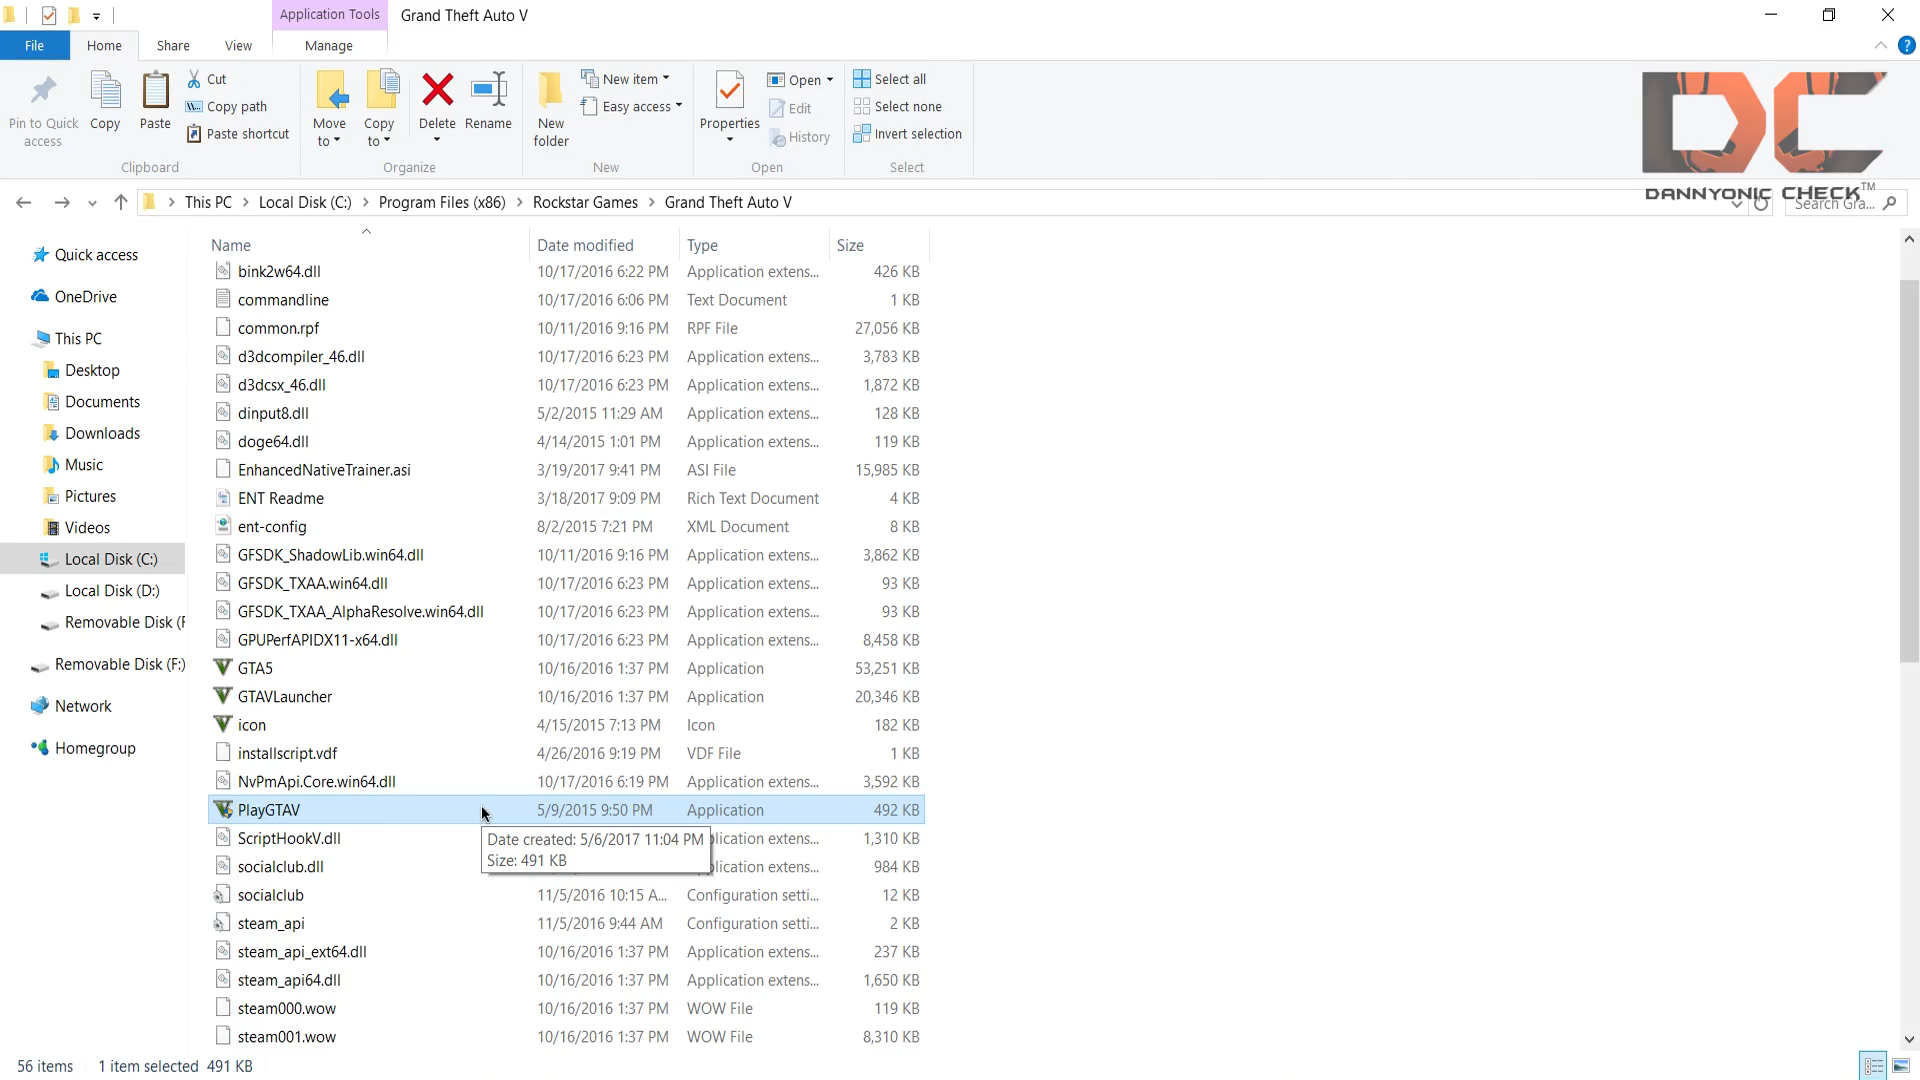 Application Tools Grand Theft Auto V
File Home Share View Manage
Pin to Quick access
Copy
Paste
Cut
Copy path
Paste shortcut
Clipboard
Move to
Copy to
Delete
Rename
Organize
New folder
New item
Easy access
New
Properties
Open
Edit
History
Open
Select all
Select none
Invert selection
Select
DC
DANNYONIC CHECK™
This PC > Local Disk (C:) > Program Files (x86) > Rockstar Games > Grand Theft Auto V
Search Gra...
Quick access
OneDrive
This PC
Desktop
Documents
Downloads
Music
Pictures
Videos
Local Disk (C:)
Local Disk (D:)
Removable Disk (F
Removable Disk (F:)
Network
Homegroup
Name Date modified Type Size
bink2w64.dll 10/17/2016 6:22 PM Application extens... 426 KB
commandline 10/17/2016 6:06 PM Text Document 1 KB
common.rpf 10/11/2016 9:16 PM RPF File 27,056 KB
d3dcompiler_46.dll 10/17/2016 6:23 PM Application extens... 3,783 KB
d3dcsx_46.dll 10/17/2016 6:23 PM Application extens... 1,872 KB
dinput8.dll 5/2/2015 11:29 AM Application extens... 128 KB
doge64.dll 4/14/2015 1:01 PM Application extens... 119 KB
EnhancedNativeTrainer.asi 3/19/2017 9:41 PM ASI File 15,985 KB
ENT Readme 3/18/2017 9:09 PM Rich Text Document 4 KB
ent-config 8/2/2015 7:21 PM XML Document 8 KB
GFSDK_ShadowLib.win64.dll 10/11/2016 9:16 PM Application extens... 3,862 KB
GFSDK_TXAA.win64.dll 10/17/2016 6:23 PM Application extens... 93 KB
GFSDK_TXAA_AlphaResolve.win64.dll 10/17/2016 6:23 PM Application extens... 93 KB
GPUPerfAPIDX11-x64.dll 10/17/2016 6:23 PM Application extens... 8,458 KB
GTA5 10/16/2016 1:37 PM Application 53,251 KB
GTAVLauncher 10/16/2016 1:37 PM Application 20,346 KB
icon 4/15/2015 7:13 PM Icon 182 KB
installscript.vdf 4/26/2016 9:19 PM VDF File 1 KB
NvPmApi.Core.win64.dll 10/17/2016 6:19 PM Application extens... 3,592 KB
PlayGTAV 5/9/2015 9:50 PM Application 492 KB
ScriptHookV.dll plication extens... 1,310 KB
Date created: 5/6/2017 11:04 PM
Size: 491 KB
socialclub.dll plication extens... 984 KB
socialclub 11/5/2016 10:15 A... Configuration setti... 12 KB
steam_api 11/5/2016 9:44 AM Configuration setti... 2 KB
steam_api_ext64.dll 10/16/2016 1:37 PM Application extens... 237 KB
steam_api64.dll 10/16/2016 1:37 PM Application extens... 1,650 KB
steam000.wow 10/16/2016 1:37 PM WOW File 119 KB
steam001.wow 10/16/2016 1:37 PM WOW File 8,310 KB
56 items 1 item selected 491 KB